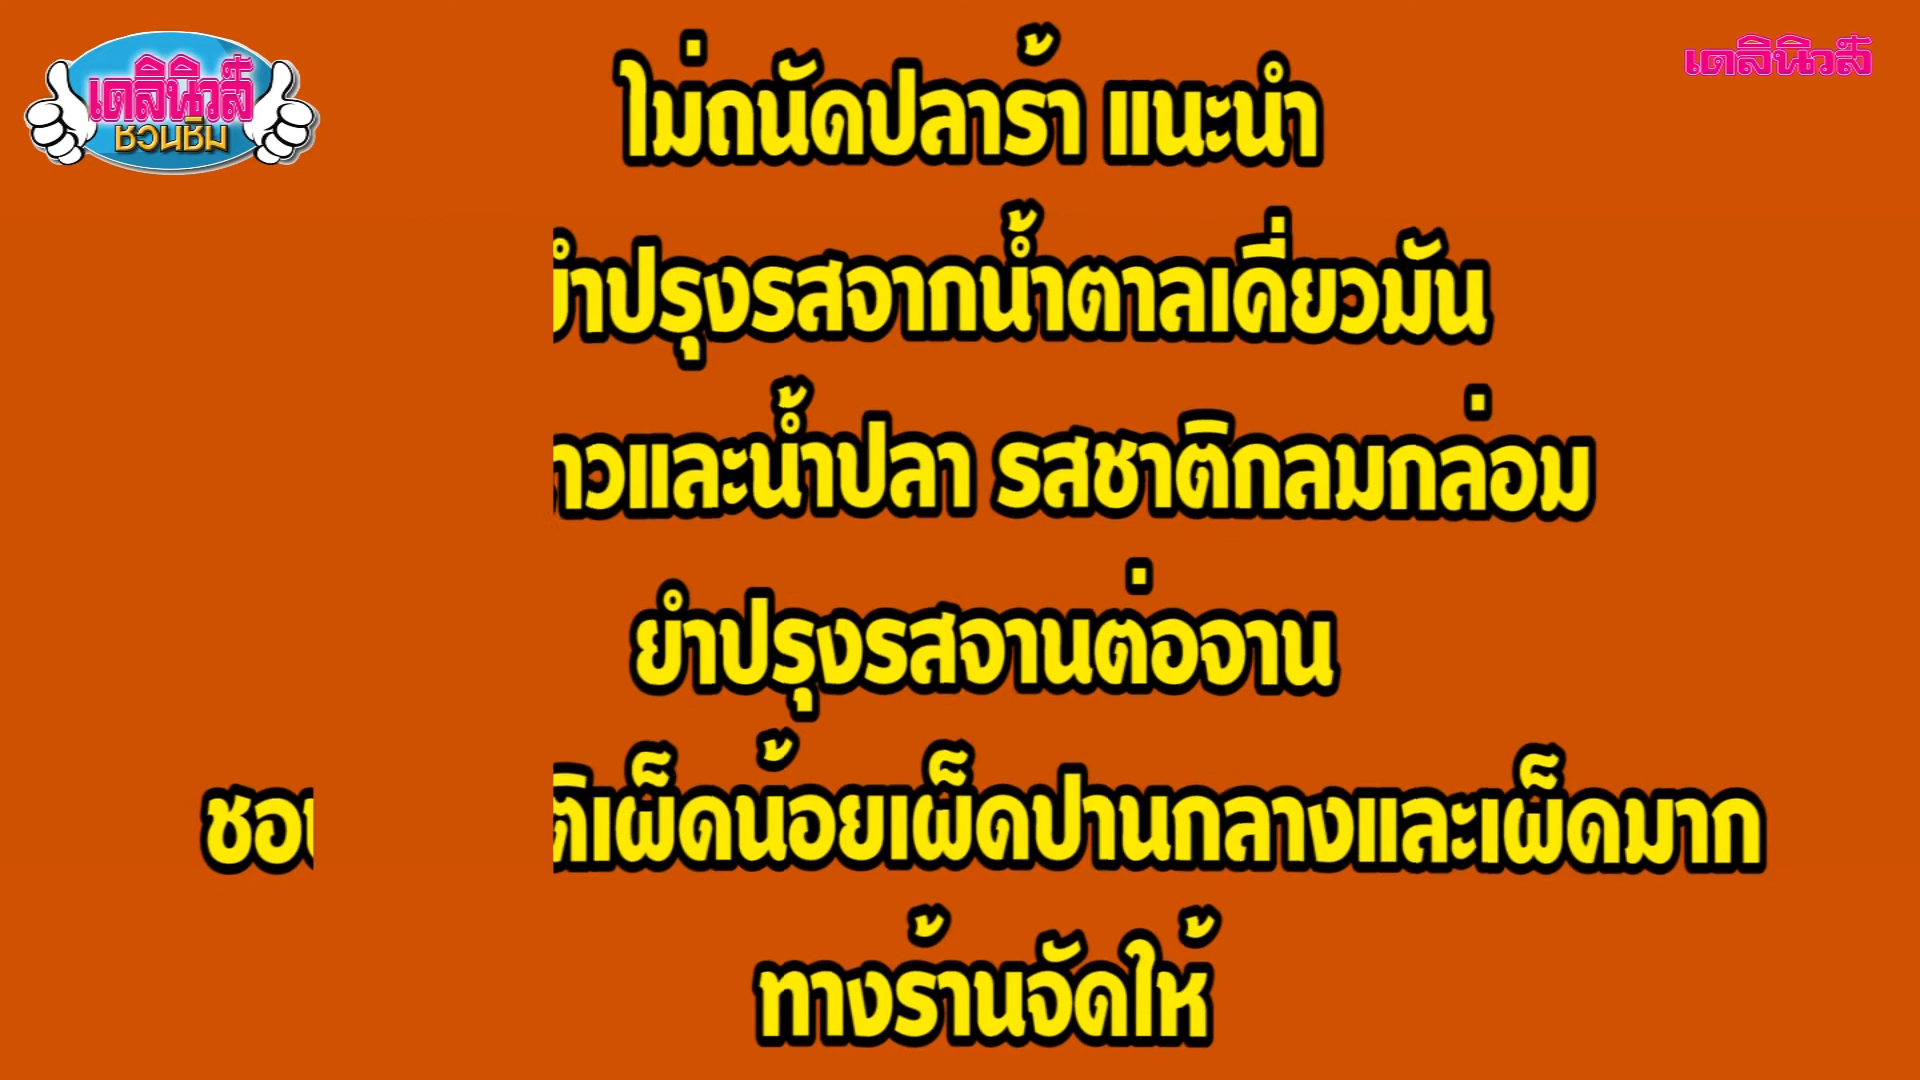 เดลินิวส์
ชวนชิม
เดลินิวส์
ไม่ถนัดปลาร้า แนะนำ
ยำปรุงรสจากน้ำตาลเคี่ยวมัน
และน้ำปลา รสชาติกลมกล่อม
ยำปรุงรสจานต่อจาน
เผ็ดน้อยเผ็ดปานกลางและเผ็ดมาก
ทางร้านจัดให้